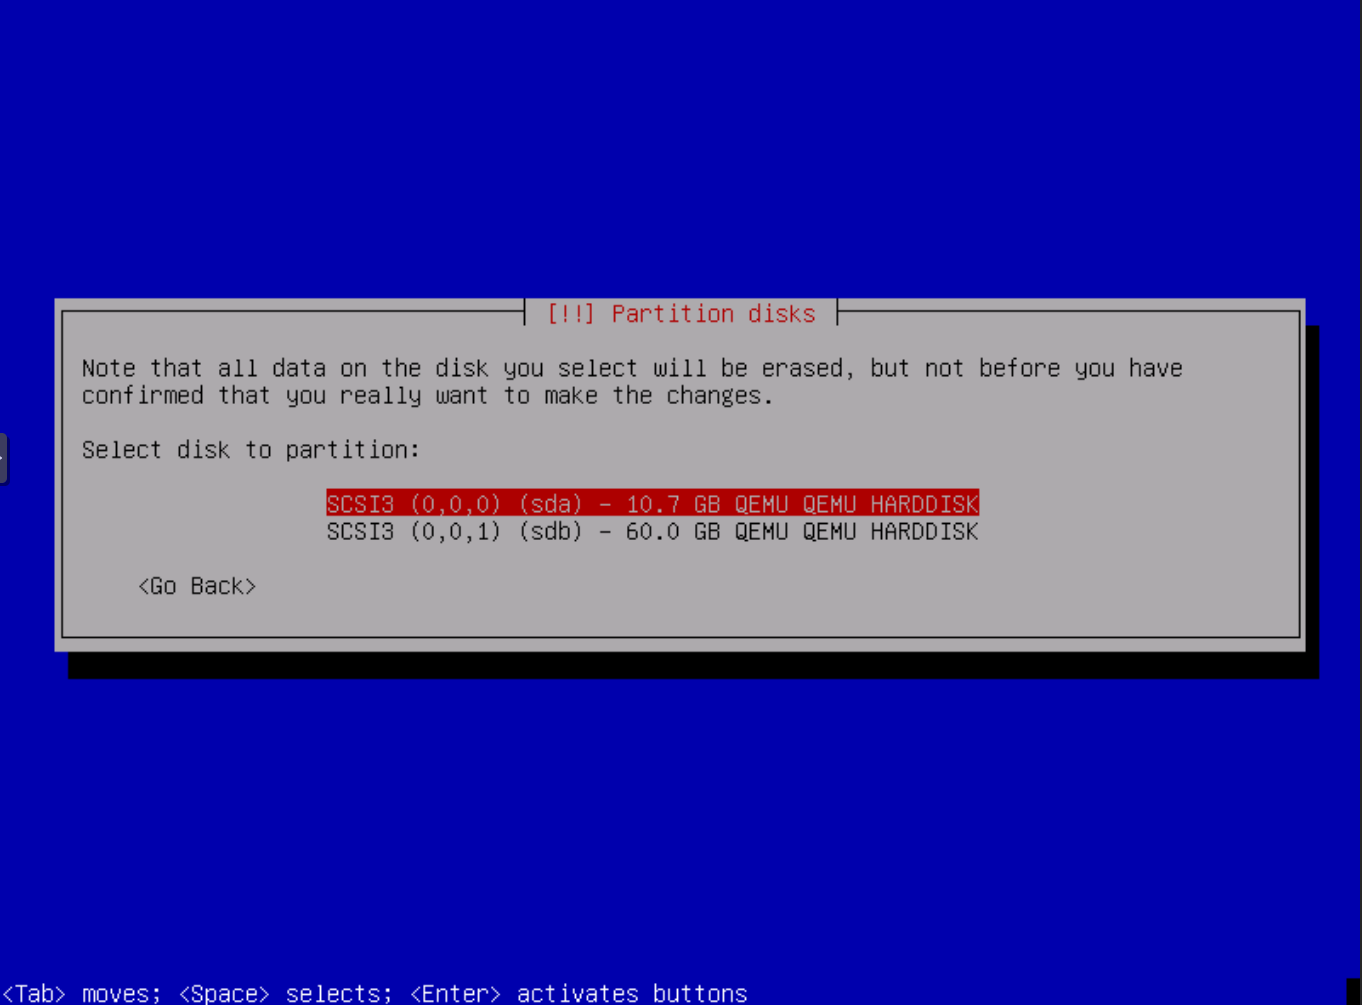 [!!] Partition disks
Note that all data on the disk you select will be erased, but not before you have
confirmed that you really want to make the changes.
Select disk to partition:
SCSI3 (0,0,0) (sda) - 10.7 GB QEMU QEMU HARDDISK
SCSI3 (0,0,1) (sdb) - 60.0 GB QEMU QEMU HARDDISK
<Go Back>
<Tab> moves; <Space> selects; <Enter> activates buttons